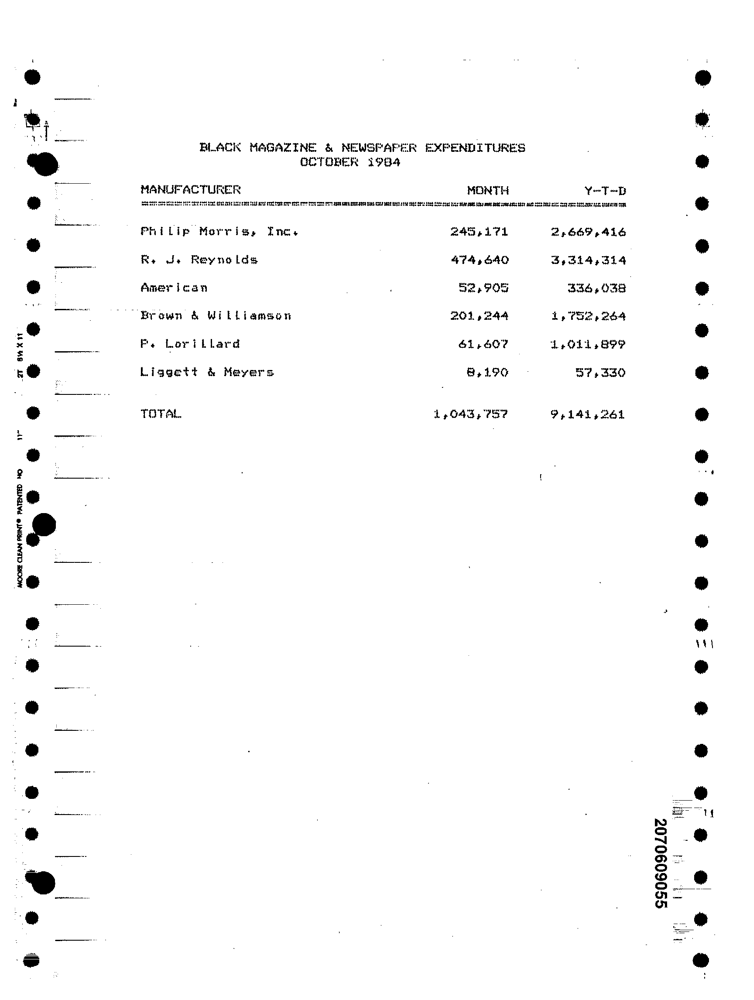 BLACK MAGAZINE & NEWSPAPER EXPENDITURES
OCTOBER 1984
MANUFACTURER MONTH Y-T-D
Philip Morris, Inc. 245,171 2,669,416
R. J. Reynolds 474,640 3,314,314
American 52,905 336,038
Brown & Williamson 201,244 1,752,264
P. Lorillard 61,607 1,011,899
Liggett & Meyers 8,190 57,330
TOTAL 1,043,757 9,141,261
MOORE CLEAN PRINT® PATENTED HO 11" 2T 6½ X 11
2070609055